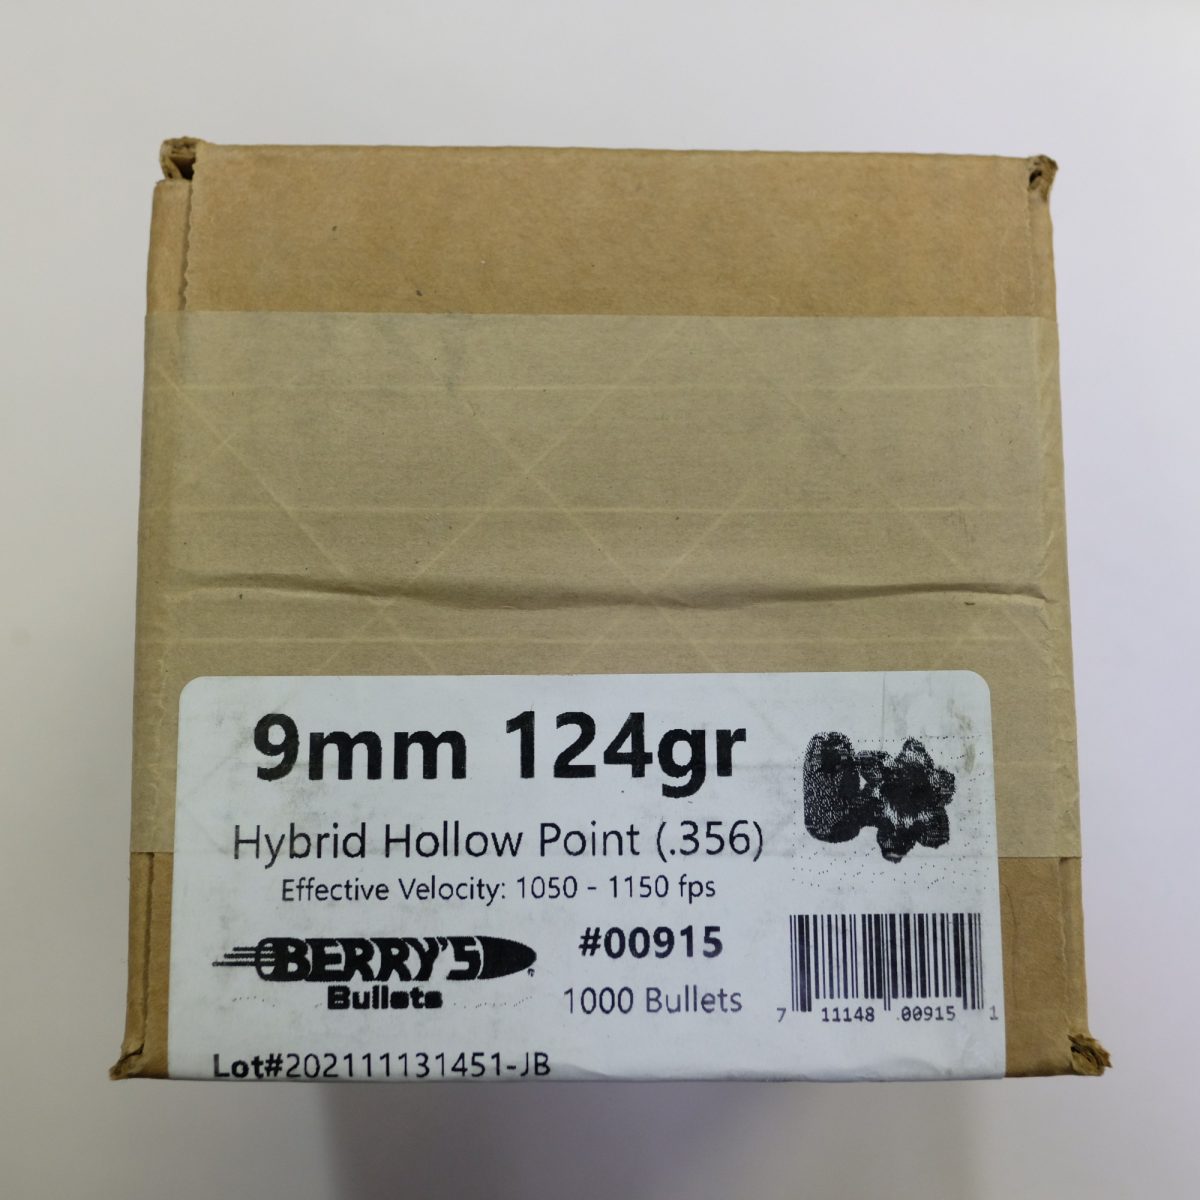 9mm 124gr
Hybrid Hollow Point (.356)
Effective Velocity: 1050 - 1150 fps
BERRY'S
Bullets
#00915
1000 Bullets
7 11148 00915 1
Lot#202111131451-JB